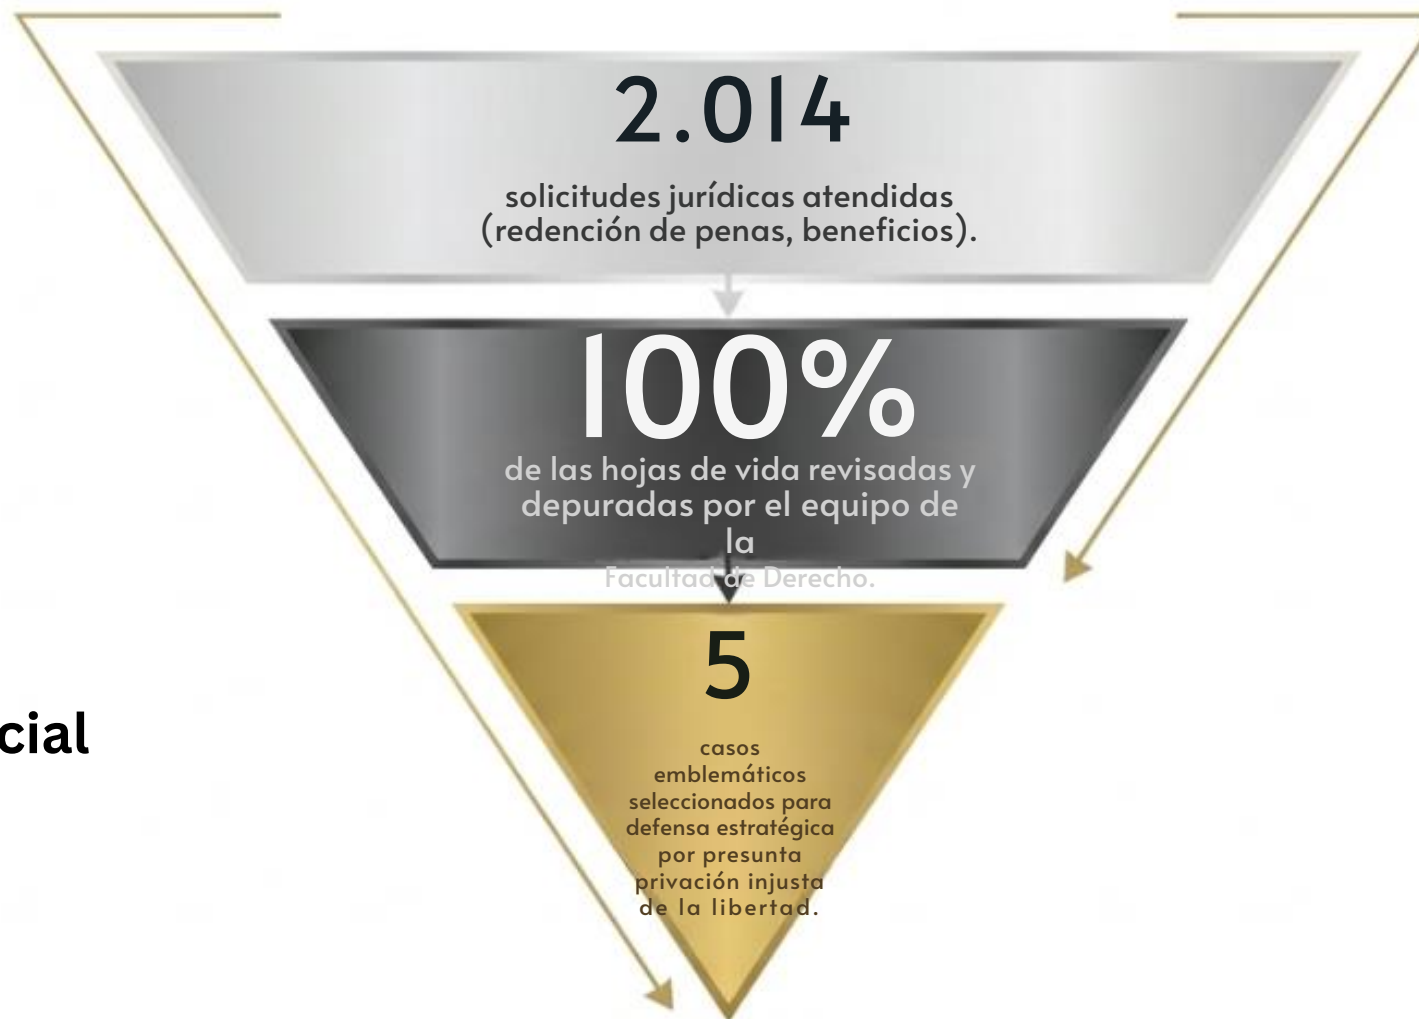 2.014
solicitudes jurídicas atendidas
(redención de penas, beneficios).
100%
de las hojas de vida revisadas y
depuradas por el equipo de
la
Facultad de Derecho.
5
cial
casos
emblemáticos
seleccionados para
defensa estratégica
por presunta
privación injusta
de la libertad.